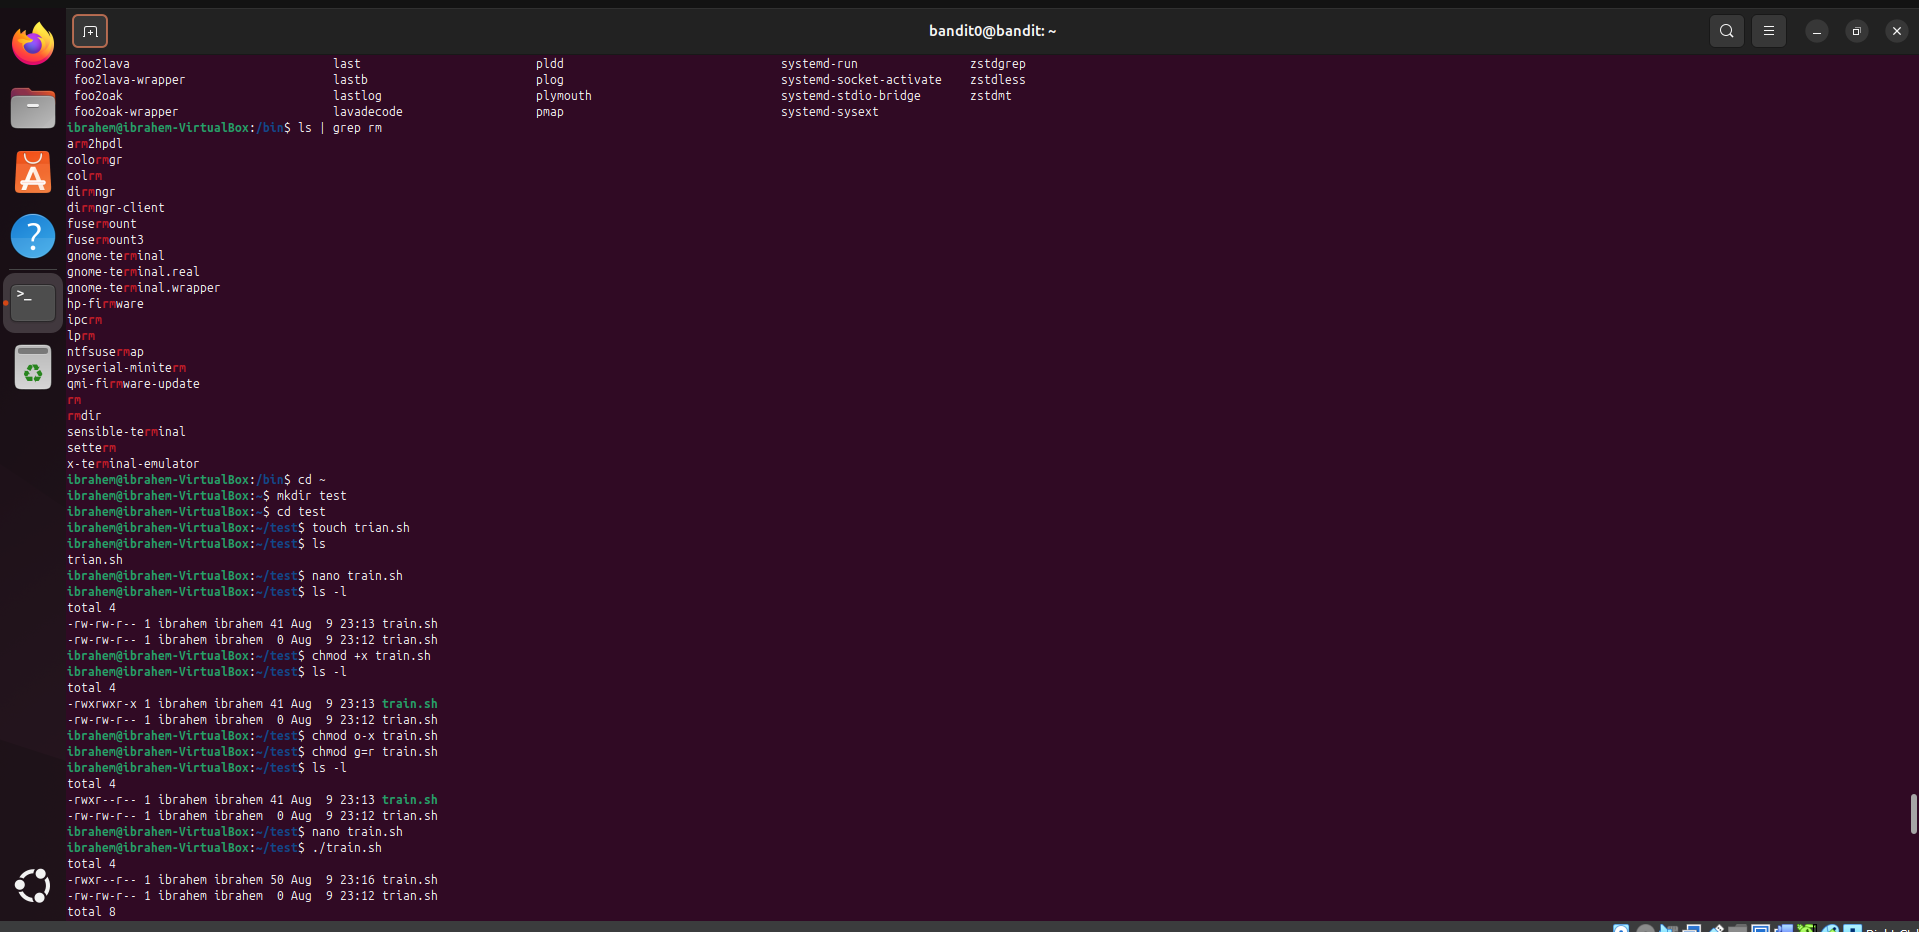 bandit0@bandit: ~
foo2lava last pldd systemd-run zstdgrep
foo2lava-wrapper lastb plog systemd-socket-activate zstdless
foo2oak lastlog plymouth systemd-stdio-bridge zstdmt
foo2oak-wrapper lavadecode pmap systemd-sysext
ibrahem@ibrahem-VirtualBox:/bin$ ls | grep rm
arm2hpdl
colormgr
colrm
dirmngr
dirmngr-client
fusermount
fusermount3
gnome-terminal
gnome-terminal.real
gnome-terminal.wrapper
hp-firmware
ipcrm
lprm
ntfsusermap
pyserial-miniterm
qmi-firmware-update
rm
rmdir
sensible-terminal
setterm
x-terminal-emulator
ibrahem@ibrahem-VirtualBox:/bin$ cd ~
ibrahem@ibrahem-VirtualBox:~$ mkdir test
ibrahem@ibrahem-VirtualBox:~$ cd test
ibrahem@ibrahem-VirtualBox:~/test$ touch trian.sh
ibrahem@ibrahem-VirtualBox:~/test$ ls
trian.sh
ibrahem@ibrahem-VirtualBox:~/test$ nano train.sh
ibrahem@ibrahem-VirtualBox:~/test$ ls -l
total 4
-rw-rw-r-- 1 ibrahem ibrahem 41 Aug  9 23:13 train.sh
-rw-rw-r-- 1 ibrahem ibrahem  0 Aug  9 23:12 trian.sh
ibrahem@ibrahem-VirtualBox:~/test$ chmod +x train.sh
ibrahem@ibrahem-VirtualBox:~/test$ ls -l
total 4
-rwxrwxr-x 1 ibrahem ibrahem 41 Aug  9 23:13 train.sh
-rw-rw-r-- 1 ibrahem ibrahem  0 Aug  9 23:12 trian.sh
ibrahem@ibrahem-VirtualBox:~/test$ chmod o-x train.sh
ibrahem@ibrahem-VirtualBox:~/test$ chmod g=r train.sh
ibrahem@ibrahem-VirtualBox:~/test$ ls -l
total 4
-rwxr--r-- 1 ibrahem ibrahem 41 Aug  9 23:13 train.sh
-rw-rw-r-- 1 ibrahem ibrahem  0 Aug  9 23:12 trian.sh
ibrahem@ibrahem-VirtualBox:~/test$ nano train.sh
ibrahem@ibrahem-VirtualBox:~/test$ ./train.sh
total 4
-rwxr--r-- 1 ibrahem ibrahem 50 Aug  9 23:16 train.sh
-rw-rw-r-- 1 ibrahem ibrahem  0 Aug  9 23:12 trian.sh
total 8